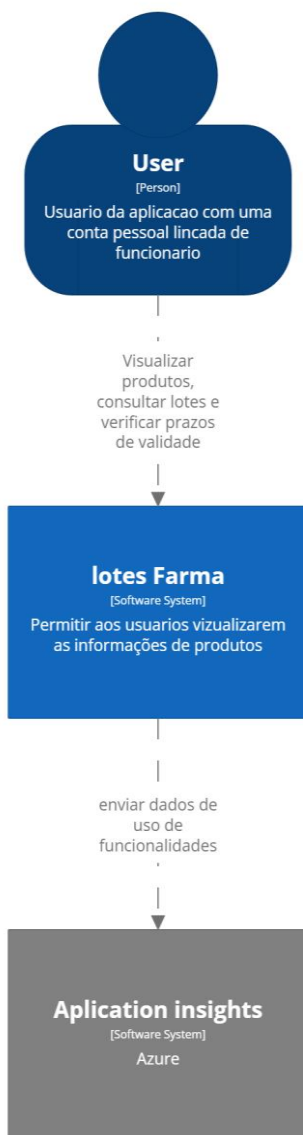 User
[Person]
Usuario da aplicacao com uma
conta pessoal lincada de
funcionario
Visualizar
produtos,
consultar lotes e
verificar prazos
de validade
lotes Farma
[Software System]
Permitir aos usuarios vizualizarem
as informações de produtos
enviar dados de
uso de
funcionalidades
Aplication insights
[Software System]
Azure